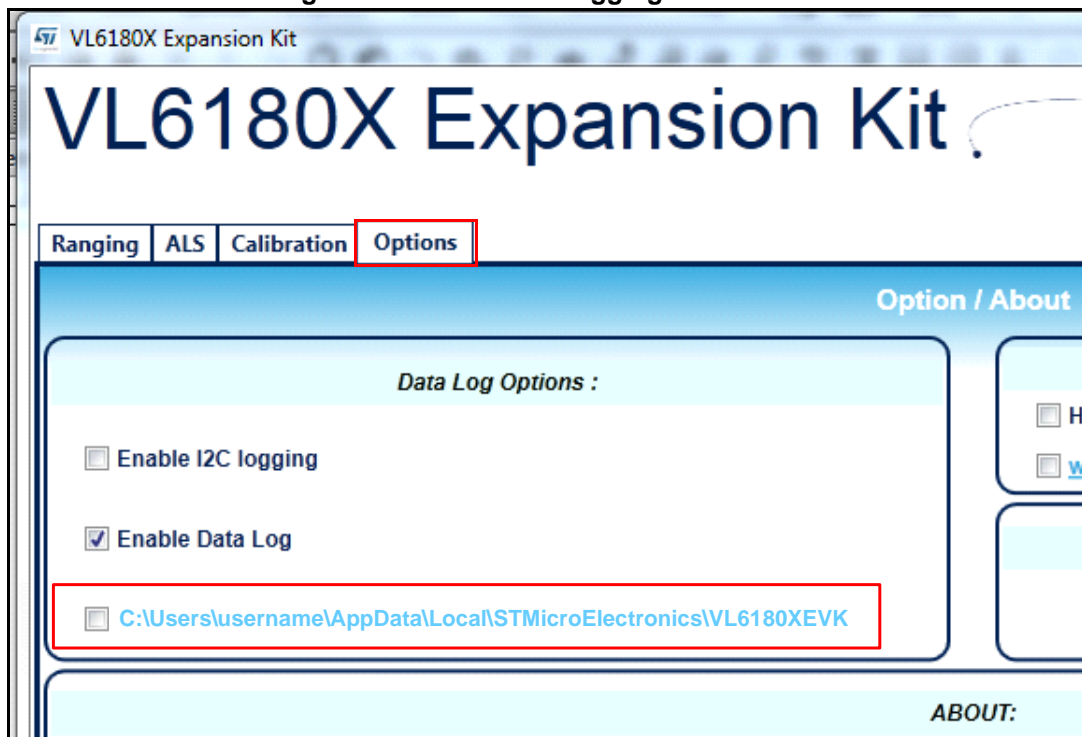 VL6180X Expansion Kit
VL6180X Expansion Kit
Ranging ALS Calibration Options
Option / About
Data Log Options :
Enable I2C logging
Enable Data Log
C:\Users\username\AppData\Local\STMicroElectronics\VL6180XEVK
ABOUT: